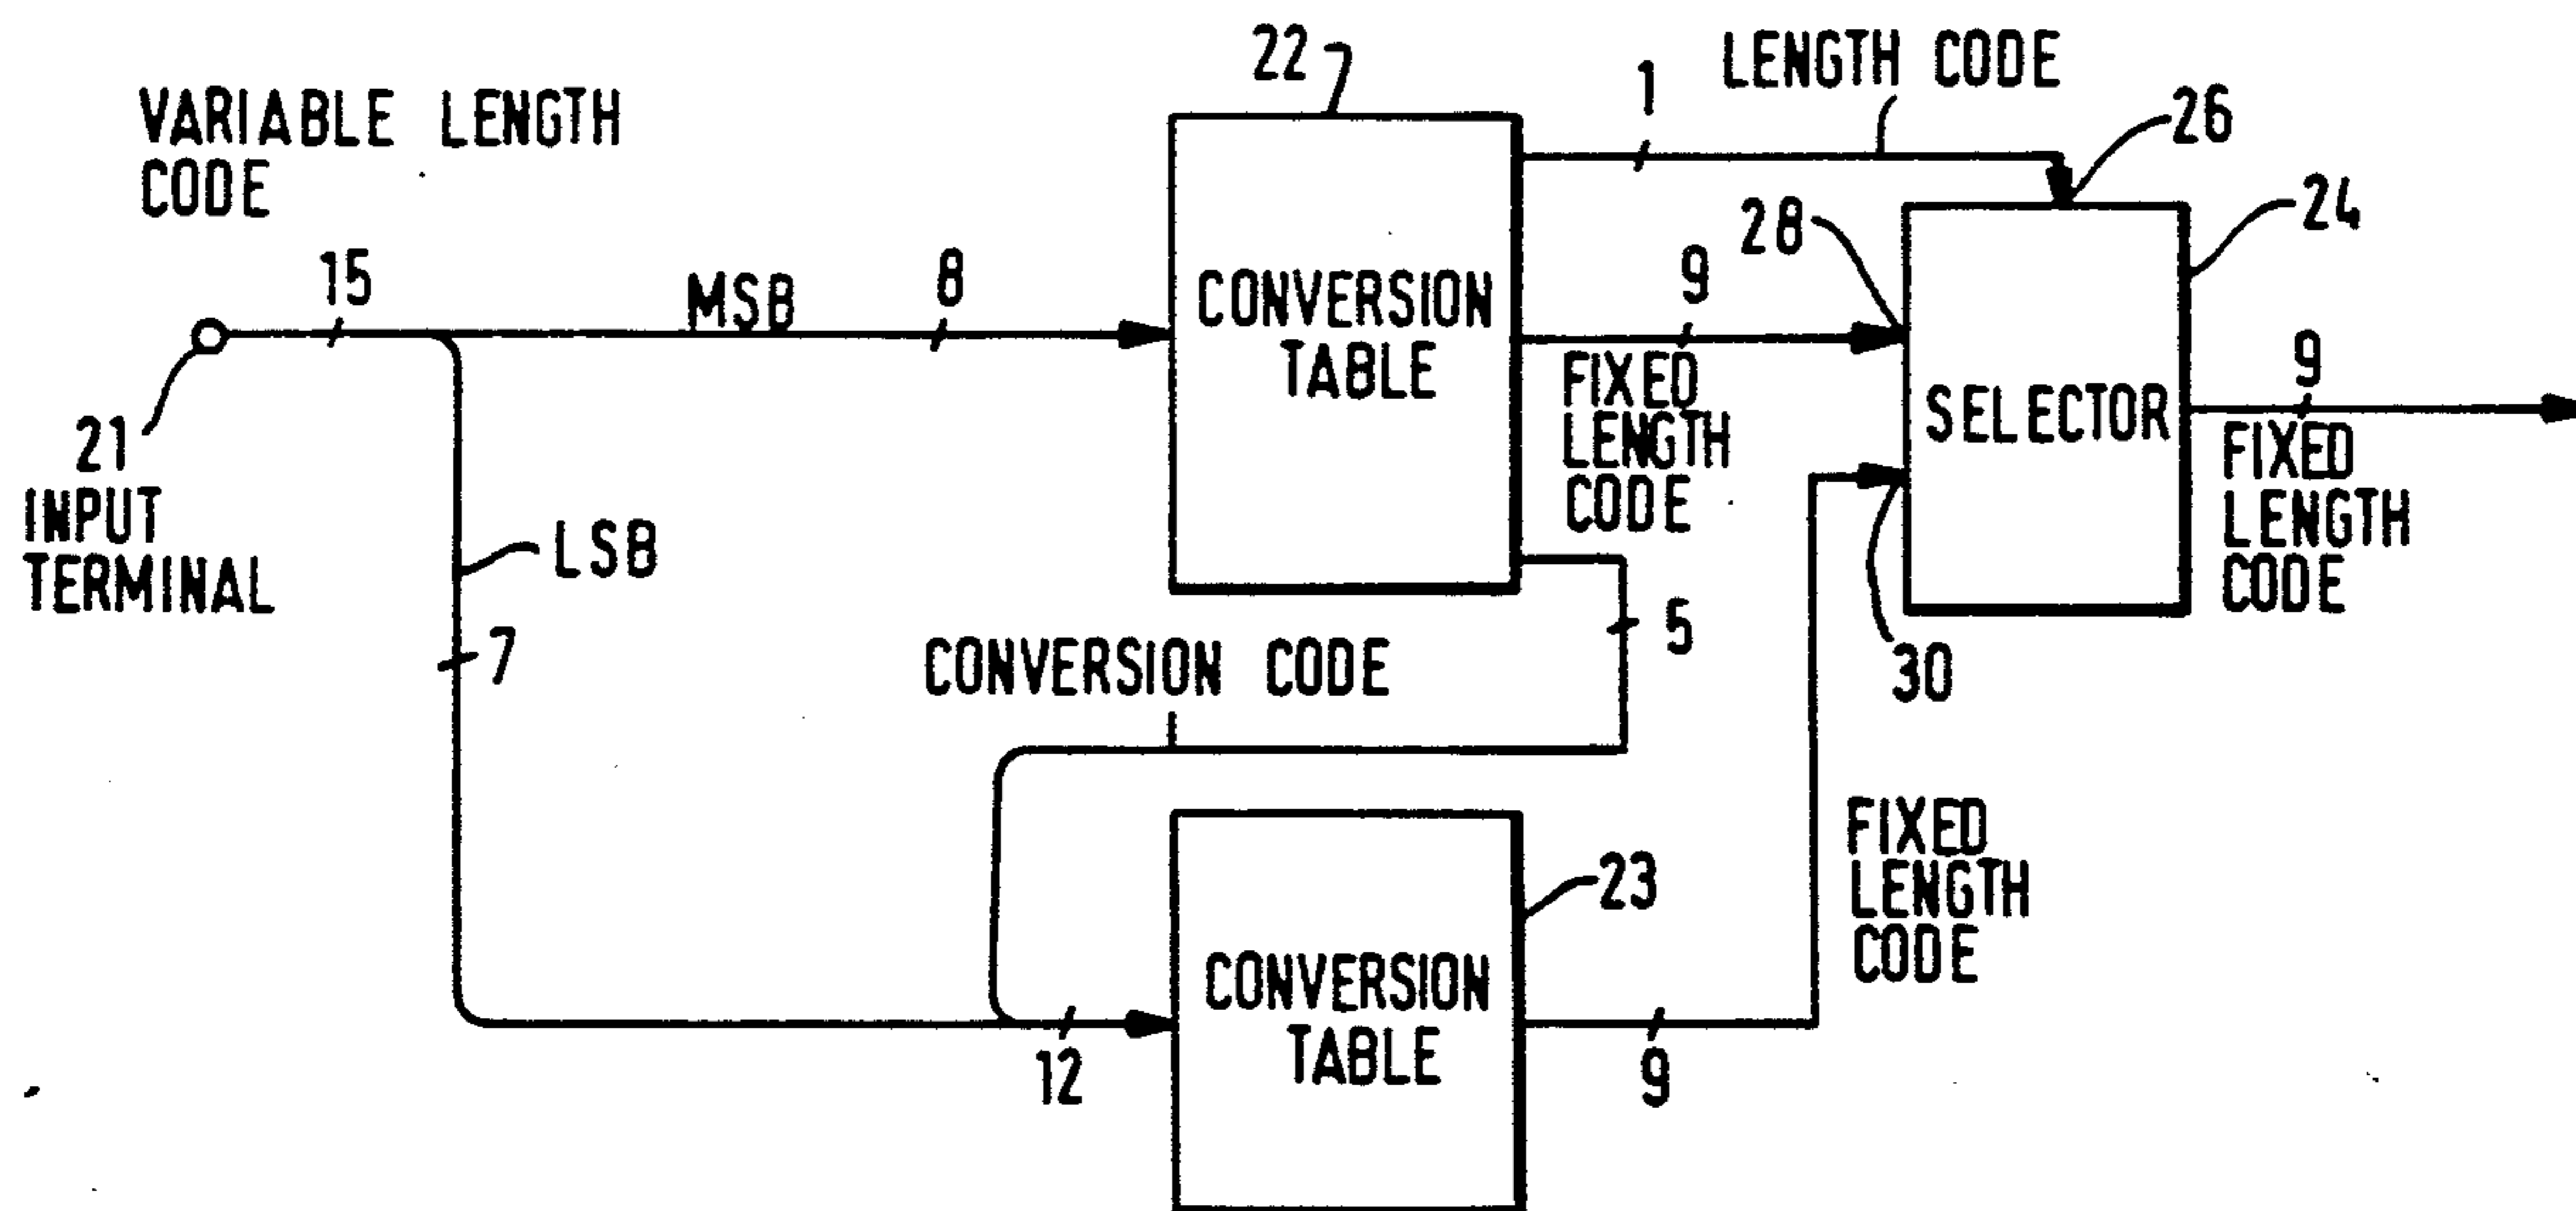 22
LENGTH CODE
1
26
VARIABLE LENGTH
CODE
28
24
15
MSB
8
CONVERSION
TABLE
9
FIXED
LENGTH
CODE
SELECTOR
9
FIXED
LENGTH
CODE
21
INPUT
TERMINAL
LSB
7
5
30
CONVERSION CODE
23
FIXED
LENGTH
CODE
CONVERSION
TABLE
12
9